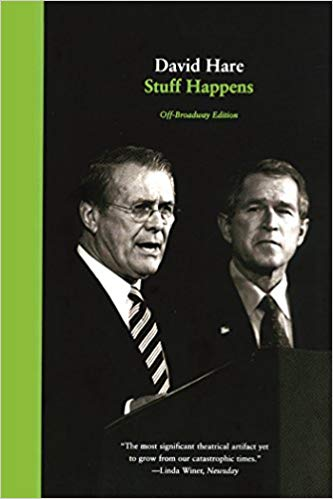 David Hare
Stuff Happens
Off-Broadway Edition
“The most significant theatrical artifact yet
to grow from our catastrophic times.”
—Linda Winer, Newsday